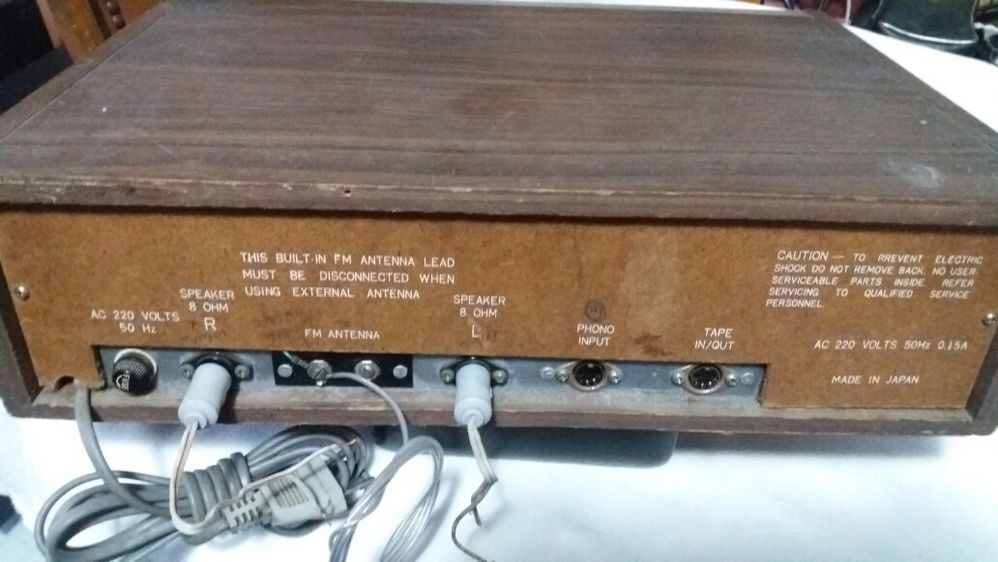 THIS BUILT-IN FM ANTENNA LEAD
MUST BE DISCONNECTED WHEN
USING EXTERNAL ANTENNA
CAUTION — TO PREVENT ELECTRIC
SHOCK DO NOT REMOVE BACK. NO USER-
SERVICEABLE PARTS INSIDE. REFER
SERVICING TO QUALIFIED SERVICE
PERSONNEL.
AC 220 VOLTS
50 Hz
SPEAKER
8 OHM
R
FM ANTENNA
SPEAKER
8 OHM
L
PHONO
INPUT
TAPE
IN/OUT
AC 220 VOLTS 50Hz 0.15A
MADE IN JAPAN